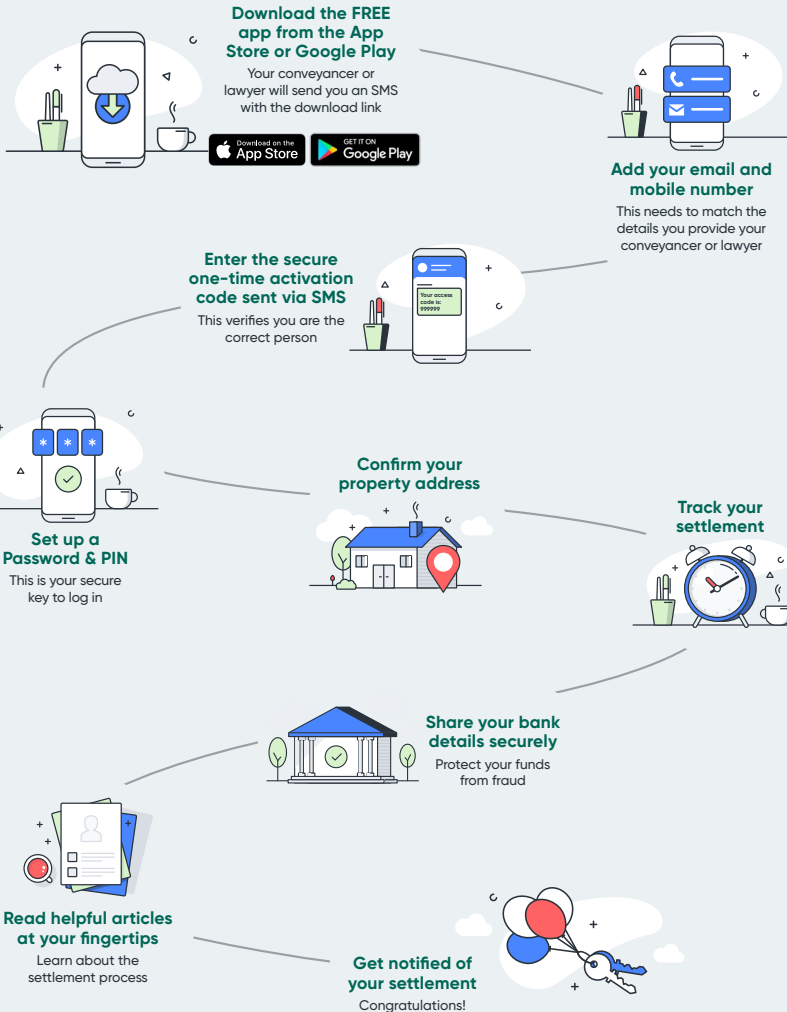 Download the FREE
app from the App
Store or Google Play
Your conveyancer or
lawyer will send you an SMS
with the download link
Download on the
App Store
GET IT ON
Google Play
Add your email and
mobile number
This needs to match the
details you provide your
conveyancer or lawyer
Enter the secure
one-time activation
code sent via SMS
This verifies you are the
correct person
Your access
code is:
999999
* * *
Set up a
Password & PIN
This is your secure
key to log in
Confirm your
property address
Track your
settlement
Share your bank
details securely
Protect your funds
from fraud
Read helpful articles
at your fingertips
Learn about the
settlement process
Get notified of
your settlement
Congratulations!